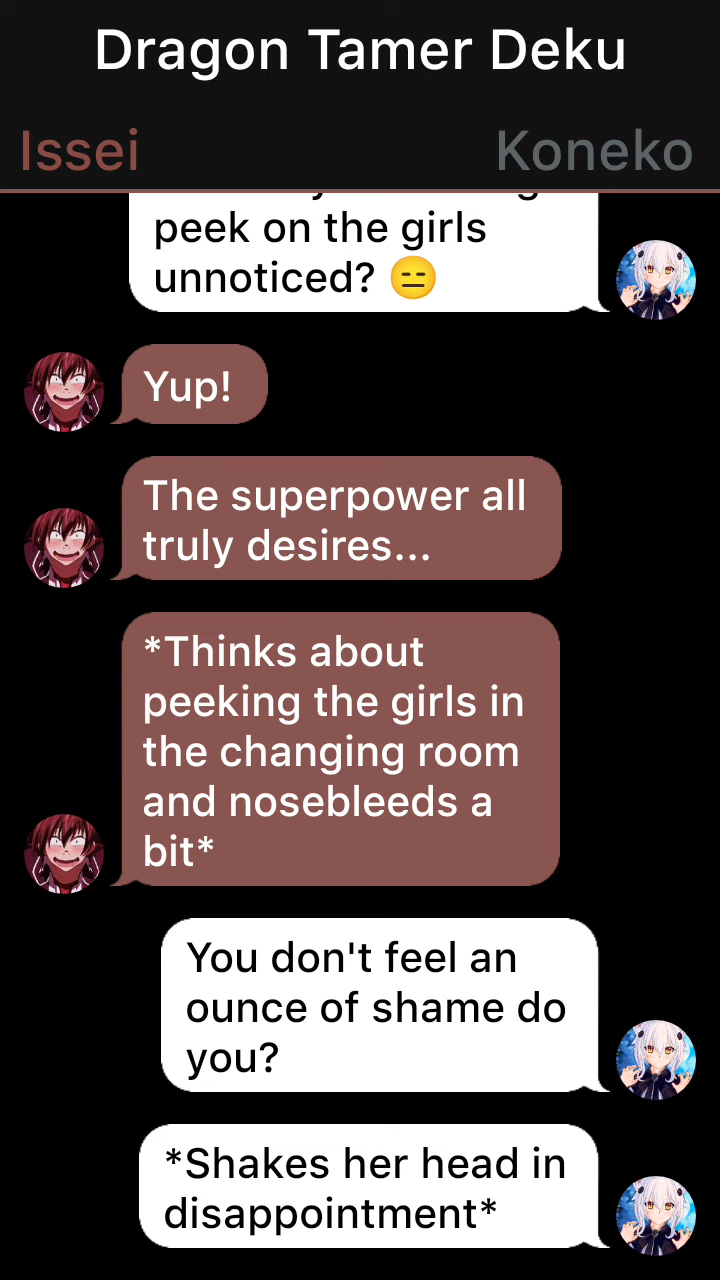 Dragon Tamer Deku
Issei
Koneko
peek on the girls
unnoticed? 😑
Yup!
The superpower all
truly desires...
*Thinks about
peeking the girls in
the changing room
and nosebleeds a
bit*
You don't feel an
ounce of shame do
you?
*Shakes her head in
disappointment*